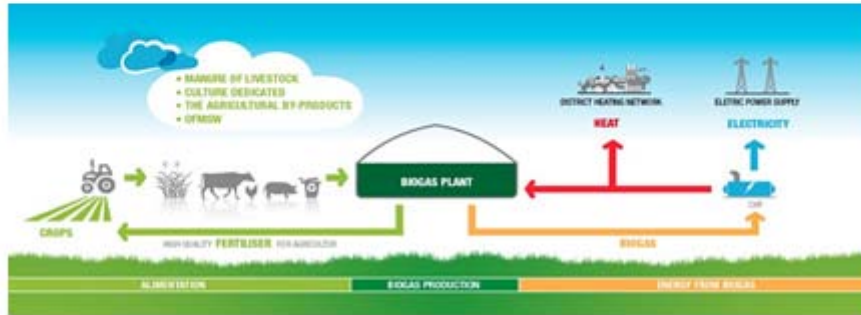 • MANURE OF LIVESTOCK
• CULTURE DEDICATED
• THE AGRICULTURAL BY-PRODUCTS
• OFMSW
DISTRICT HEATING NETWORK
HEAT
ELETRIC POWER SUPPLY
ELECTRICITY
BIOGAS PLANT
CHP
CROPS
HIGH QUALITY FERTILISER FOR AGRICULTOR
BIOGAS
ALIMENTATION
BIOGAS PRODUCTION
ENERGY FROM BIOGAS